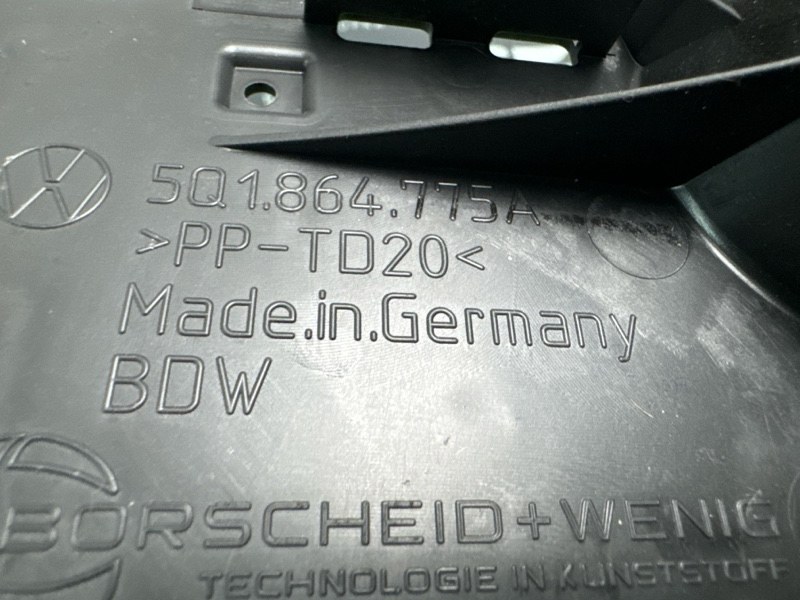 5Q1.864.775A
>PP-TD20<
Made.in.Germany
BDW
BORSCHEID+WENIG
TECHNOLOGIE IN KUNSTSTOFF